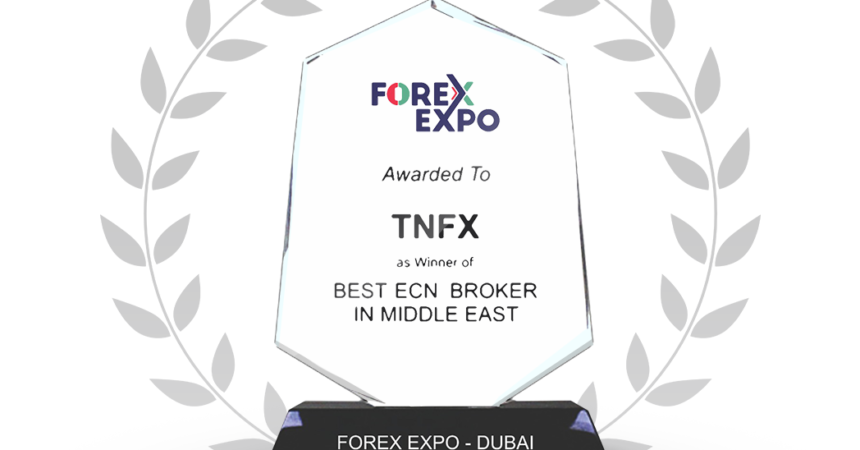 FOREX
EXPO
Awarded To
TNFX
as Winner of
BEST ECN BROKER
IN MIDDLE EAST
FOREX EXPO - DUBAI